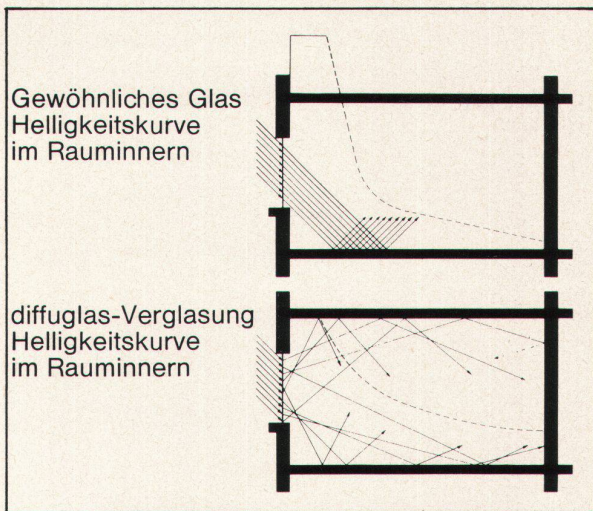 Gewöhnliches Glas
Helligkeitskurve
im Rauminnern
diffuglas-Verglasung
Helligkeitskurve
im Rauminnern